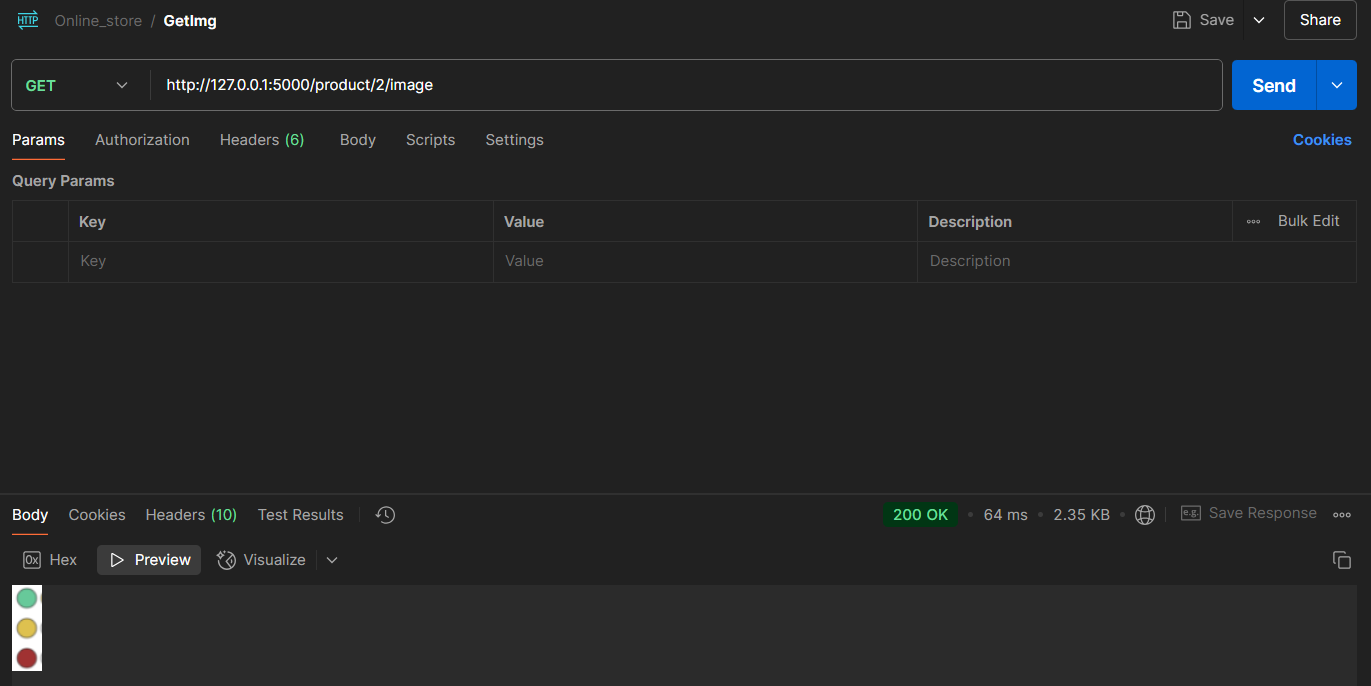 HTTP Online_store / GetImg Save Share
GET http://127.0.0.1:5000/product/2/image Send
Params Authorization Headers (6) Body Scripts Settings Cookies
Query Params
Key Value Description Bulk Edit
Key Value Description
Body Cookies Headers (10) Test Results 200 OK • 64 ms • 2.35 KB • e.g. Save Response
0x Hex Preview Visualize